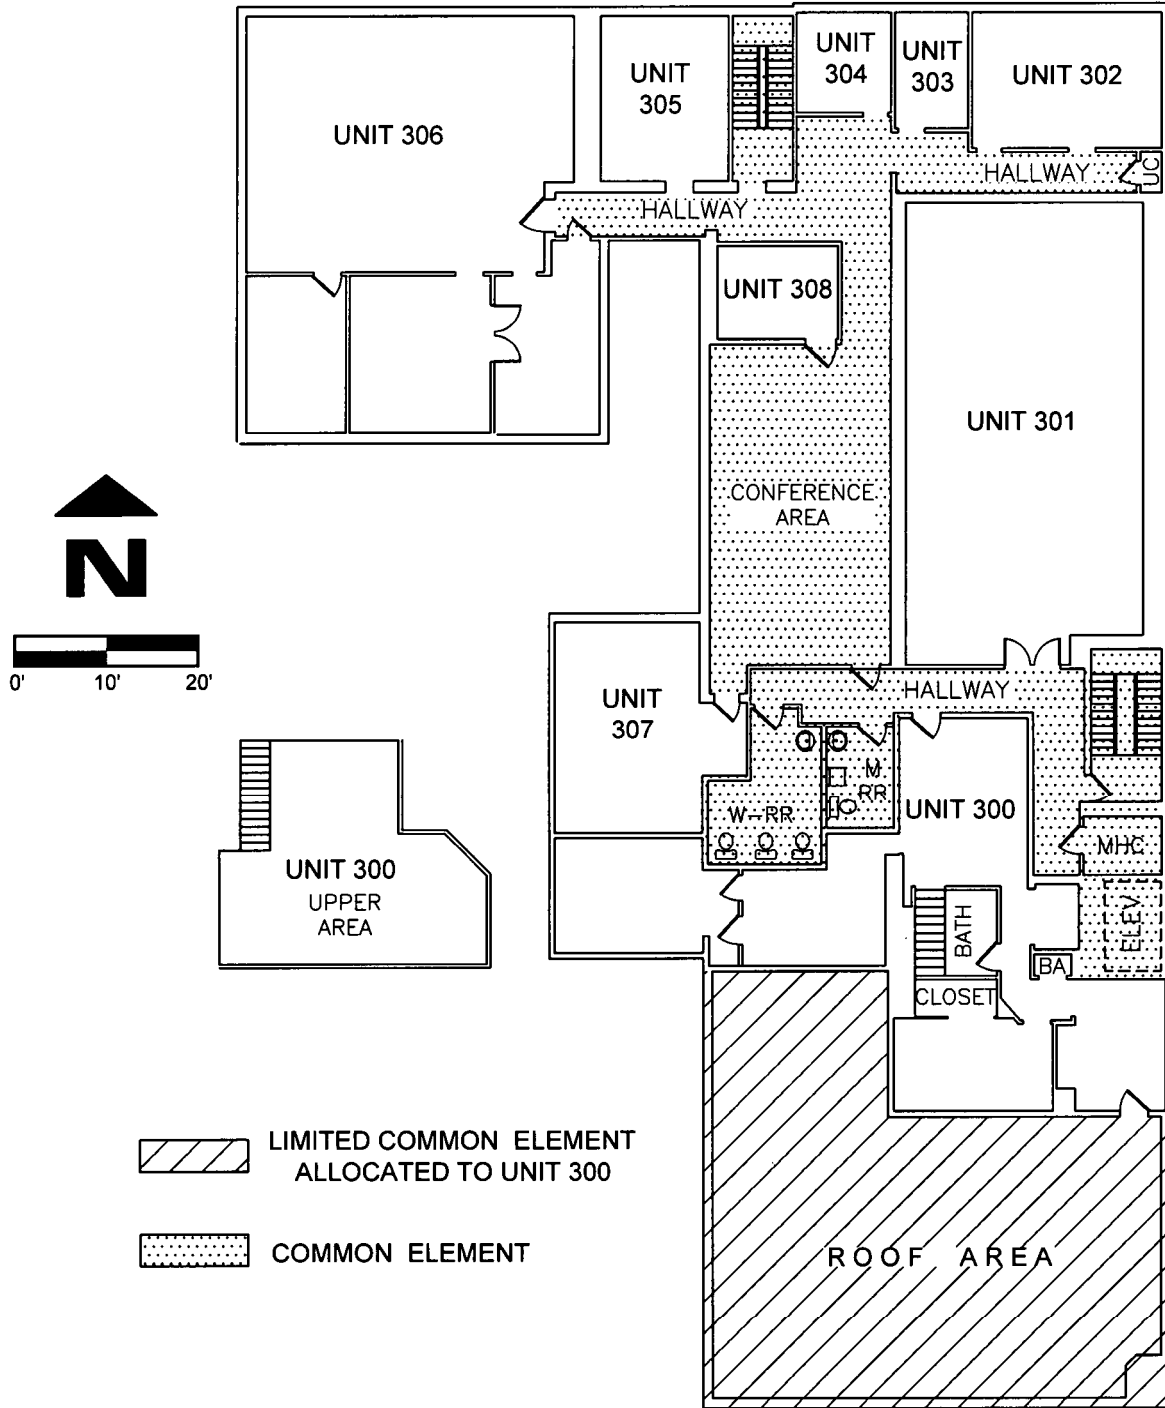 UNIT 306
UNIT
305
UNIT
304
UNIT
303
UNIT 302
UC
HALLWAY
HALLWAY
UNIT 308
UNIT 301
CONFERENCE
AREA
N
0' 10' 20'
UNIT
307
HALLWAY
M
RR
W-RR
UNIT 300
MHC
UNIT 300
UPPER
AREA
BATH
ELEV
BA
CLOSET
LIMITED COMMON ELEMENT
ALLOCATED TO UNIT 300
COMMON ELEMENT
ROOF AREA